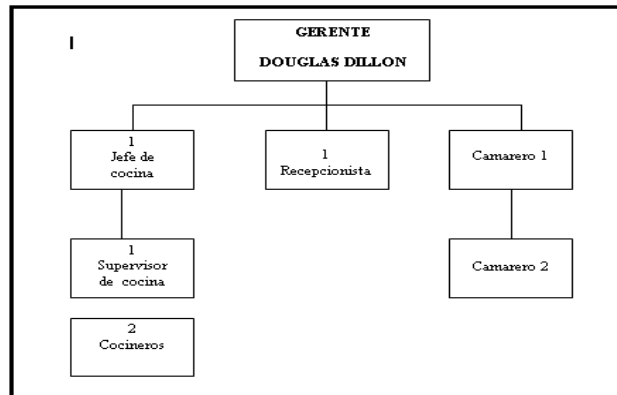 I
GERENTE
DOUGLAS DILLON
1
Jefe de
cocina
1
Recepcionista
Camarero 1
1
Supervisor
de cocina
Camarero 2
2
Cocineros